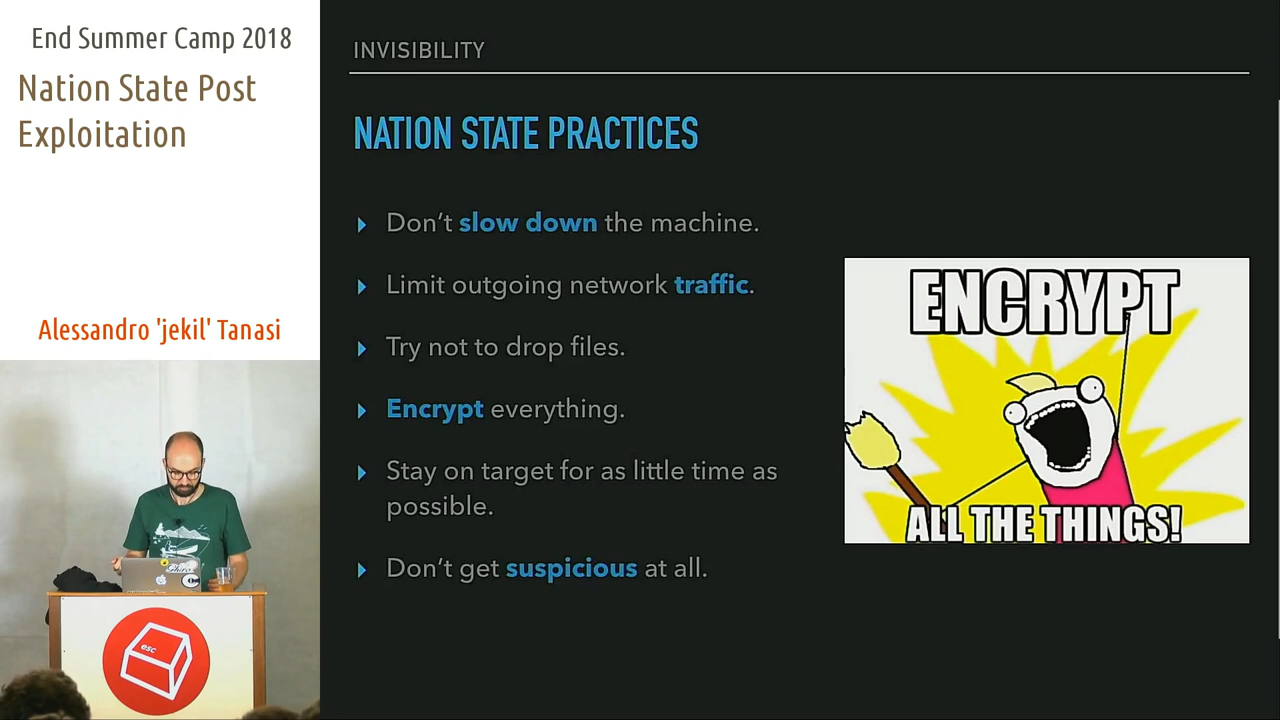 End Summer Camp 2018
Nation State Post
Exploitation
Alessandro 'jekil' Tanasi
esc
INVISIBILITY
NATION STATE PRACTICES
Don’t slow down the machine.
Limit outgoing network traffic.
Try not to drop files.
Encrypt everything.
Stay on target for as little time as
possible.
Don’t get suspicious at all.
ENCRYPT
ALL THE THINGS!